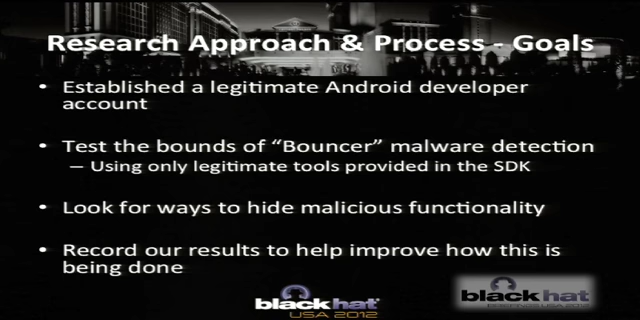 Research Approach & Process - Goals
• Established a legitimate Android developer
account
• Test the bounds of “Bouncer” malware detection
– Using only legitimate tools provided in the SDK
• Look for ways to hide malicious functionality
• Record our results to help improve how this is
being done
black hat
USA 2012
black hat
USA 2012